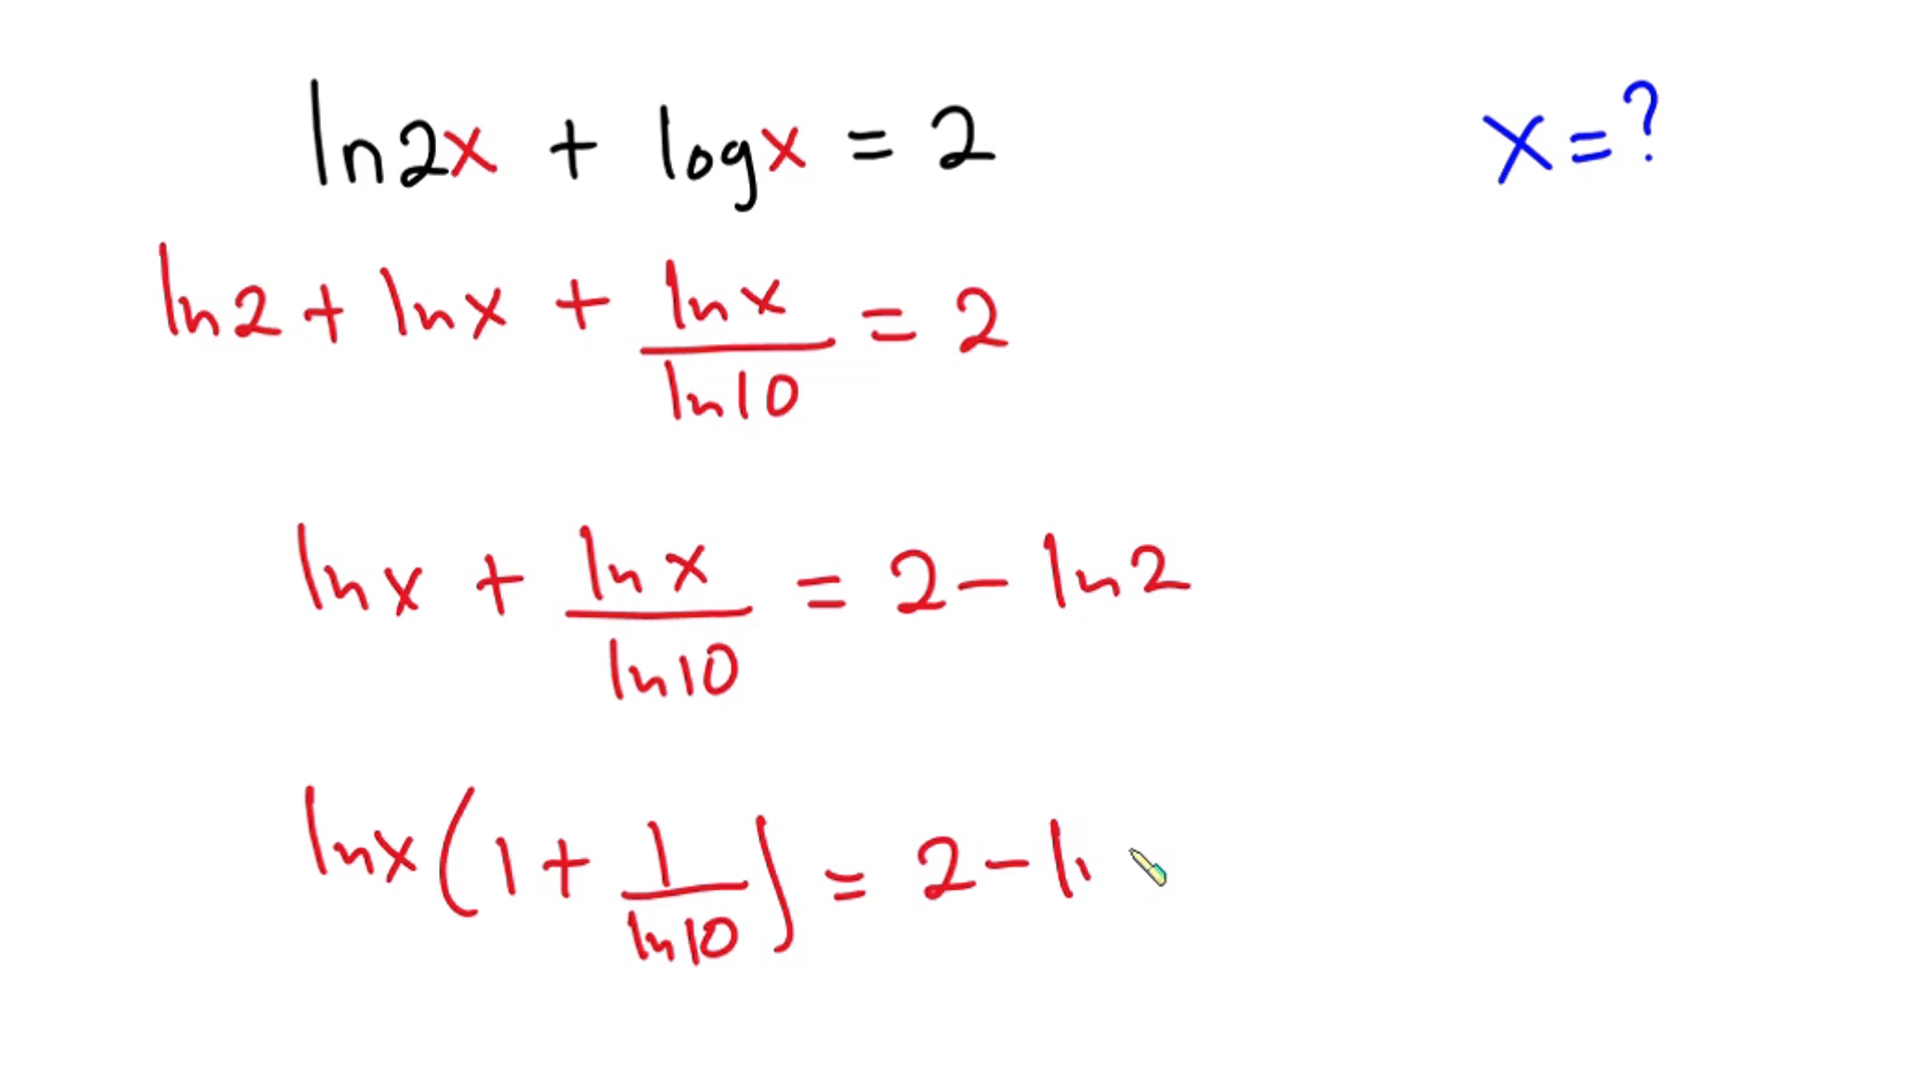 ln2x + logx = 2
x=?
ln2 + lnx + lnx/ln10 = 2
lnx + lnx/ln10 = 2 - ln2
lnx(1 + 1/ln10) = 2 - l